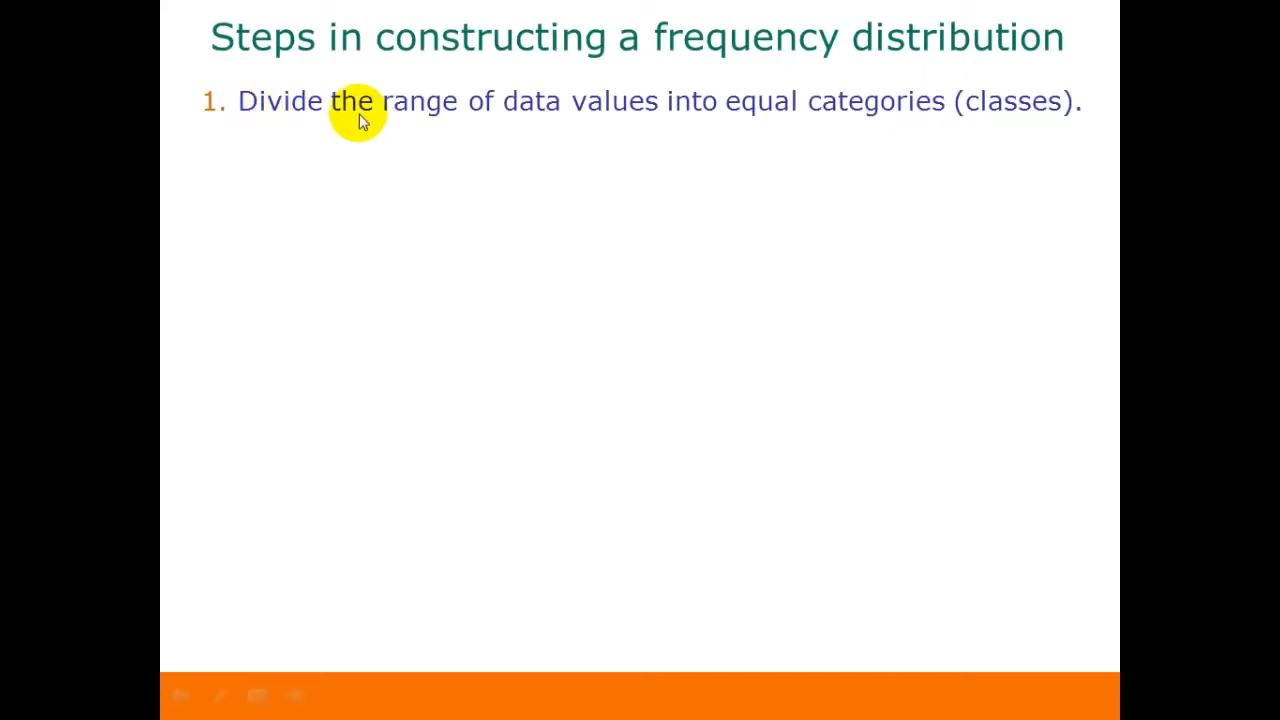 Steps in constructing a frequency distribution
1. Divide the range of data values into equal categories (classes).